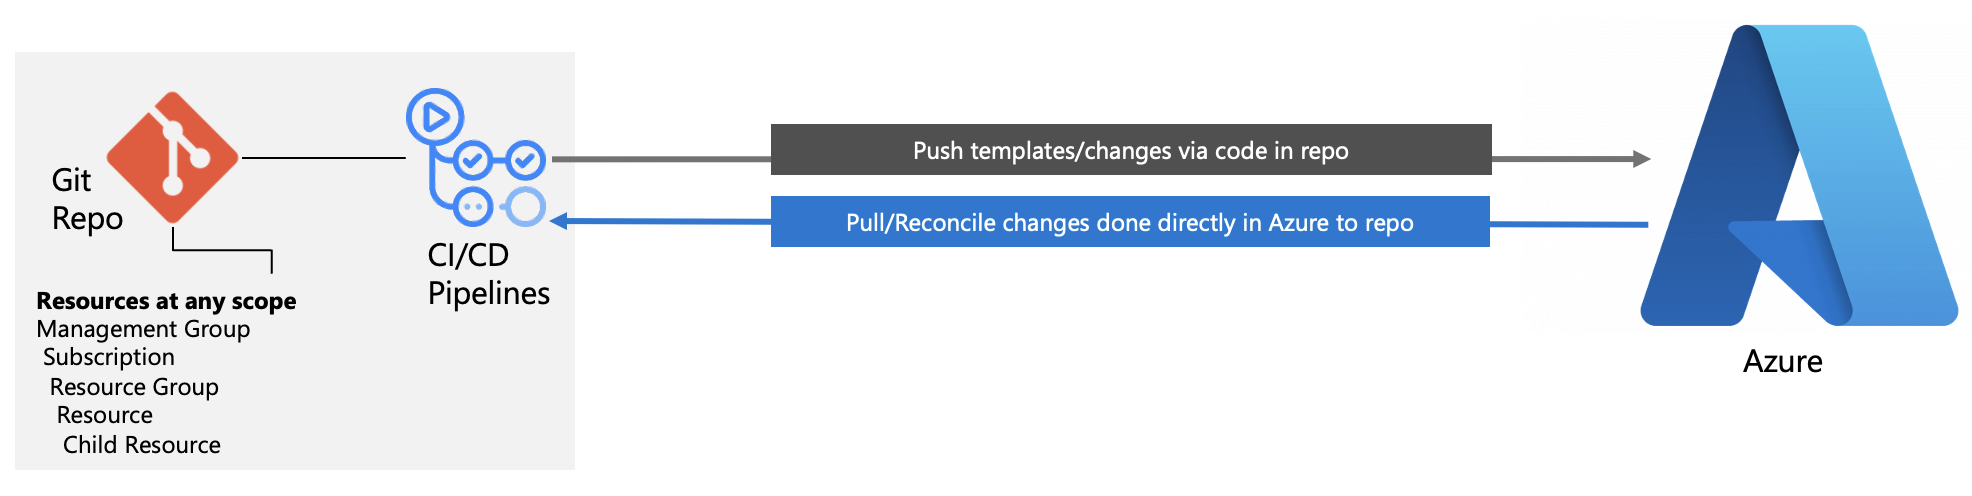 Git
Repo
CI/CD
Pipelines
Resources at any scope
Management Group
Subscription
Resource Group
Resource
Child Resource
Push templates/changes via code in repo
Pull/Reconcile changes done directly in Azure to repo
Azure